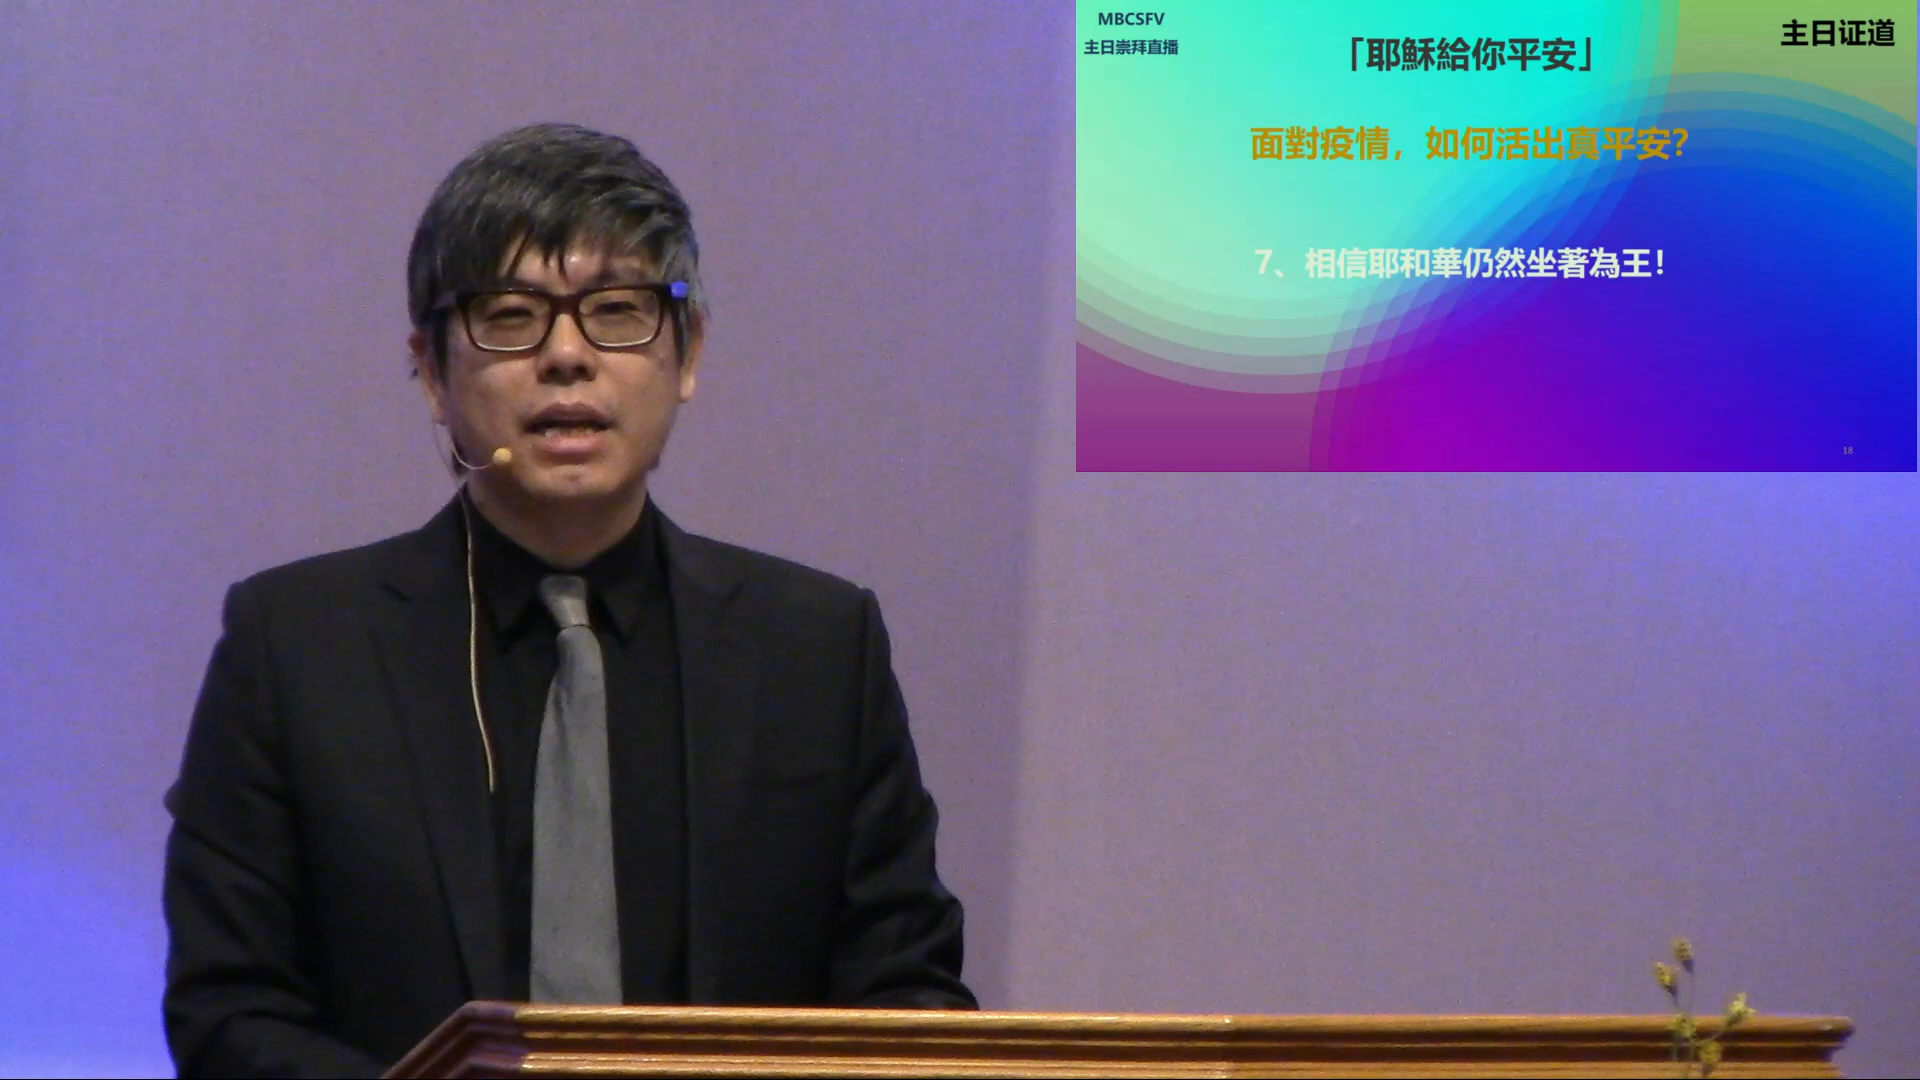 MBCSFV
主日崇拜直播
「耶穌給你平安」
主日证道
面對疫情，如何活出真平安?
7、相信耶和華仍然坐著為王！
18